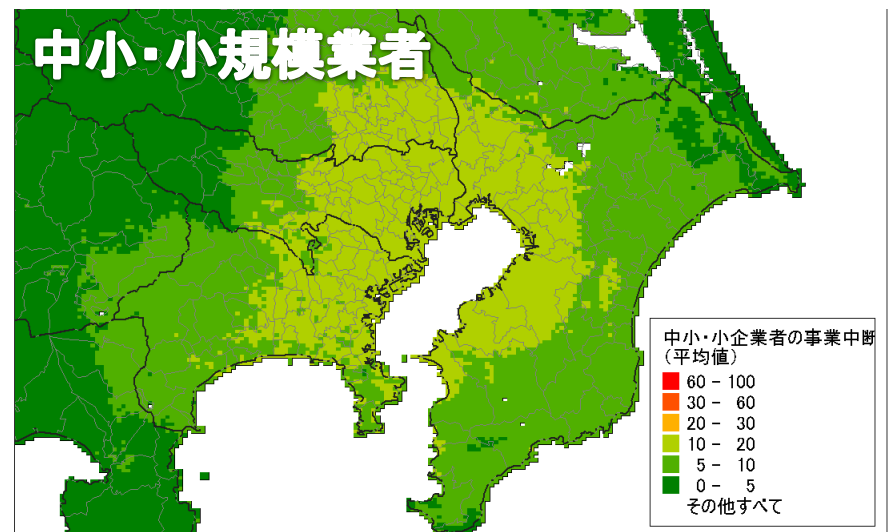 中小・小規模業者
中小・小企業者の事業中断
（平均値）
60 - 100
30 - 60
20 - 30
10 - 20
5 - 10
0 - 5
その他すべて